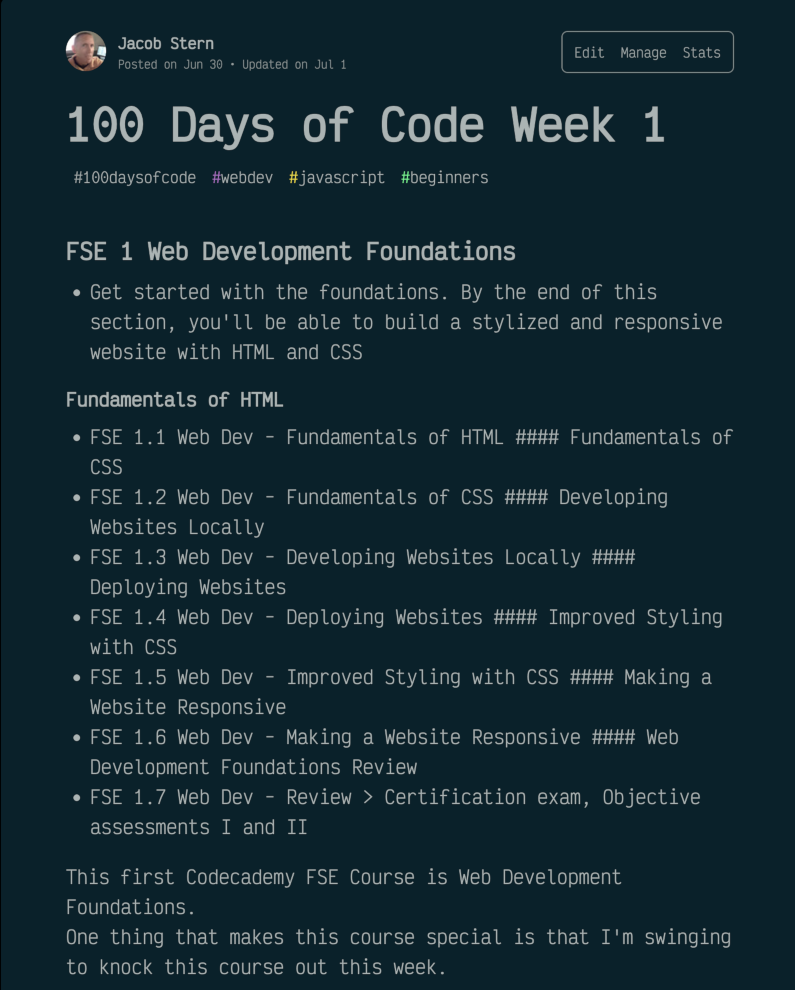 Jacob Stern
Posted on Jun 30 • Updated on Jul 1
Edit Manage Stats
100 Days of Code Week 1
#100daysofcode #webdev #javascript #beginners
FSE 1 Web Development Foundations
• Get started with the foundations. By the end of this
section, you'll be able to build a stylized and responsive
website with HTML and CSS
Fundamentals of HTML
• FSE 1.1 Web Dev - Fundamentals of HTML #### Fundamentals of
CSS
• FSE 1.2 Web Dev - Fundamentals of CSS #### Developing
Websites Locally
• FSE 1.3 Web Dev - Developing Websites Locally ####
Deploying Websites
• FSE 1.4 Web Dev - Deploying Websites #### Improved Styling
with CSS
• FSE 1.5 Web Dev - Improved Styling with CSS #### Making a
Website Responsive
• FSE 1.6 Web Dev - Making a Website Responsive #### Web
Development Foundations Review
• FSE 1.7 Web Dev - Review > Certification exam, Objective
assessments I and II
This first Codecademy FSE Course is Web Development
Foundations.
One thing that makes this course special is that I'm swinging
to knock this course out this week.